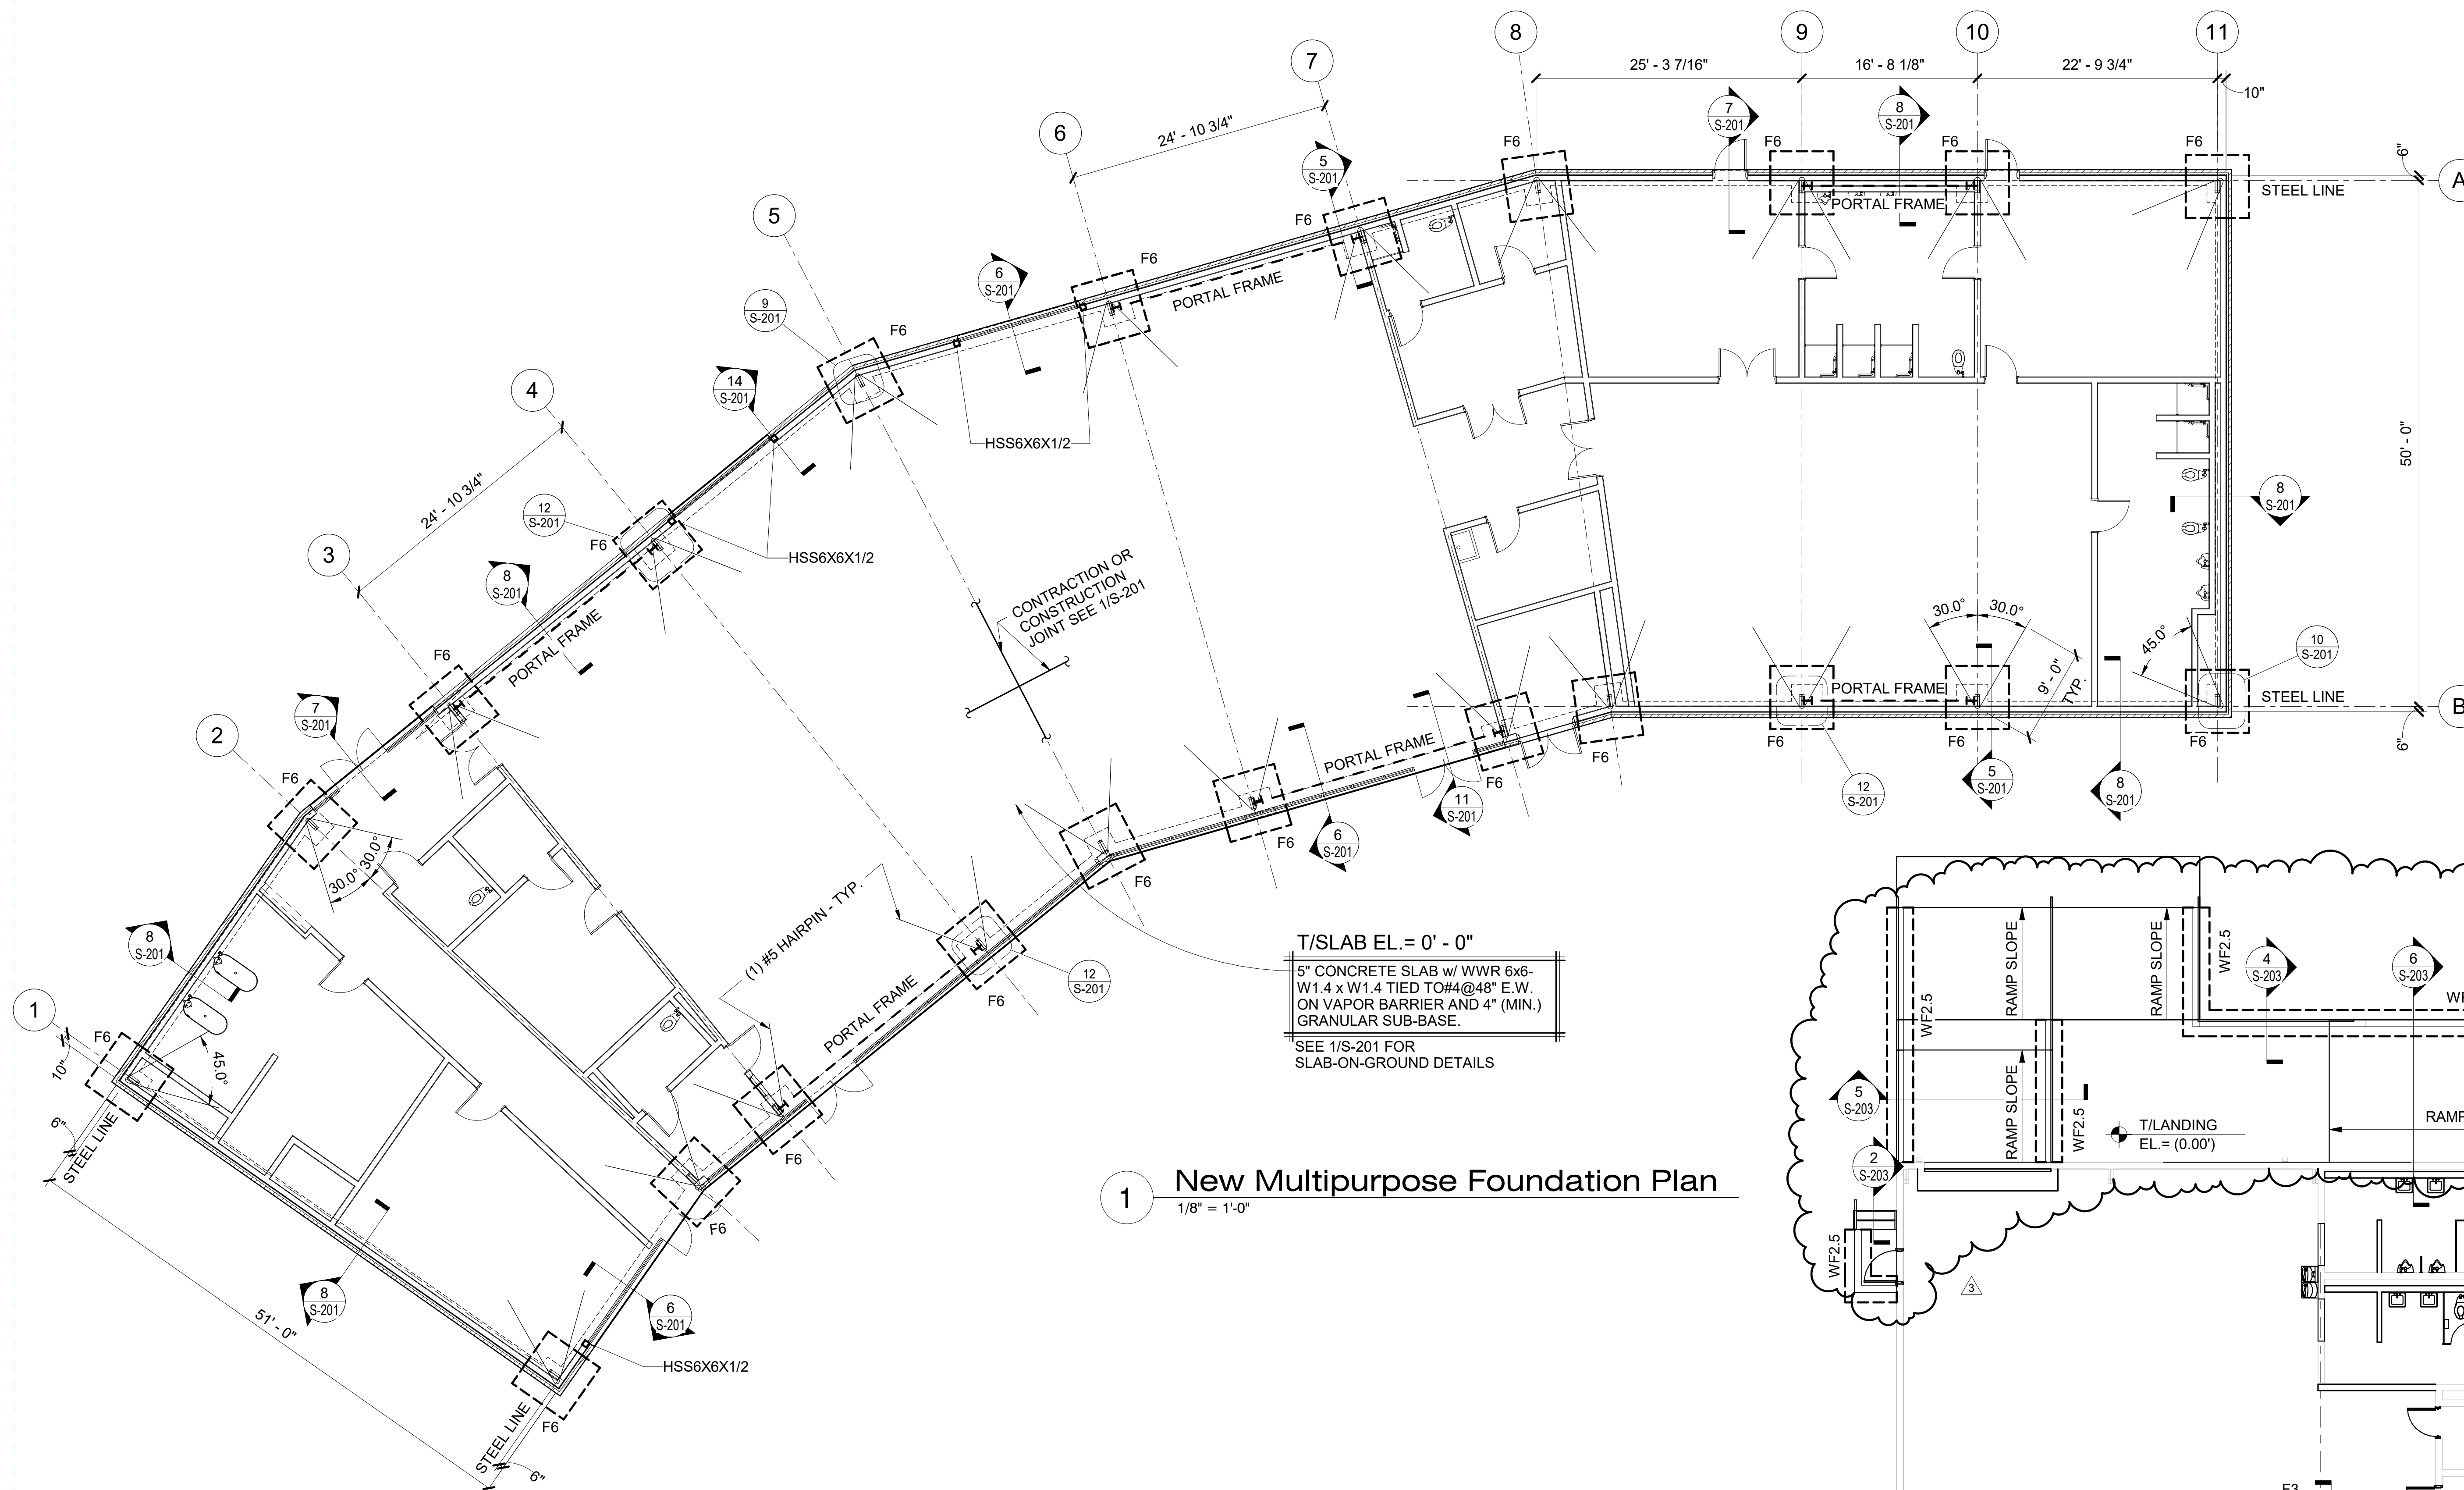 8
9
10
11
7
6
5
4
3
2
1
25' - 3 7/16"
16' - 8 1/8"
22' - 9 3/4"
10"
24' - 10 3/4"
7
S-201
8
S-201
5
S-201
F6
F6
F6
F6
F6
F6
F6
6"
A
STEEL LINE
PORTAL FRAME
PORTAL FRAME
6
S-201
9
S-201
14
S-201
HSS6X6X1/2
24' - 10 3/4"
12
S-201
F6
HSS6X6X1/2
8
S-201
CONTRACTION OR
CONSTRUCTION
JOINT SEE 1/S-201
PORTAL FRAME
F6
7
S-201
F6
30.0°
30.0°
50' - 0"
8
S-201
30.0°
30.0°
45.0°
9' - 0"
TYP.
10
S-201
PORTAL FRAME
STEEL LINE
B
6"
F6
F6
F6
F6
F6
12
S-201
5
S-201
8
S-201
PORTAL FRAME
11
S-201
6
S-201
F6
F6
(1) #5 HAIRPIN - TYP.
PORTAL FRAME
12
S-201
F6
F6
F6
8
S-201
F6
10"
45.0°
6"
STEEL LINE
51' - 0"
8
S-201
6
S-201
HSS6X6X1/2
F6
STEEL LINE
6"
T/SLAB EL.= 0' - 0"
5" CONCRETE SLAB w/ WWR 6x6-
W1.4 x W1.4 TIED TO#4@48" E.W.
ON VAPOR BARRIER AND 4" (MIN.)
GRANULAR SUB-BASE.
SEE 1/S-201 FOR
SLAB-ON-GROUND DETAILS
1
New Multipurpose Foundation Plan
1/8" = 1'-0"
RAMP SLOPE
RAMP SLOPE
WF2.5
WF2.5
4
S-203
6
S-203
RAMP SLOPE
5
S-203
WF2.5
T/LANDING
EL.= (0.00')
2
S-203
WF2.5
3